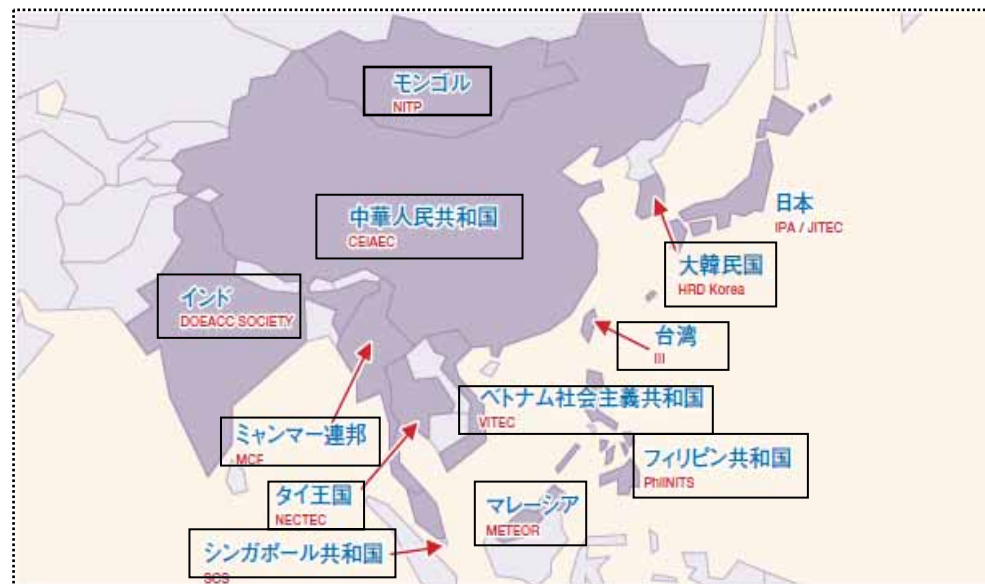 モンゴル
NITP
中華人民共和国
CEIAEC
日本
IPA / JITEC
大韓民国
HRD Korea
インド
DOEACC SOCIETY
台湾
III
ベトナム社会主義共和国
VITEC
ミャンマー連邦
MCF
フィリピン共和国
PhilNITS
タイ王国
NECTEC
マレーシア
METEOR
シンガポール共和国
SCS